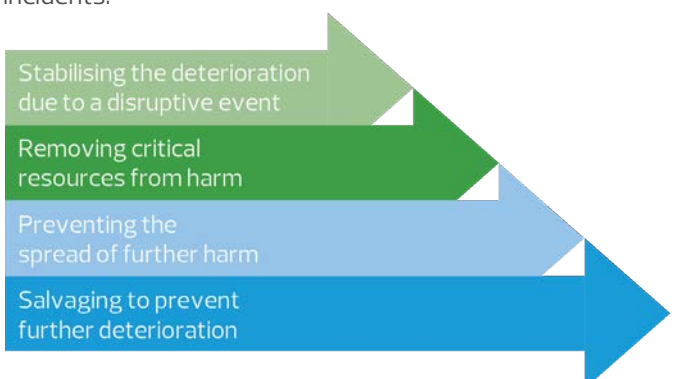 incidents.
Stabilising the deterioration
due to a disruptive event
Removing critical
resources from harm
Preventing the
spread of further harm
Salvaging to prevent
further deterioration